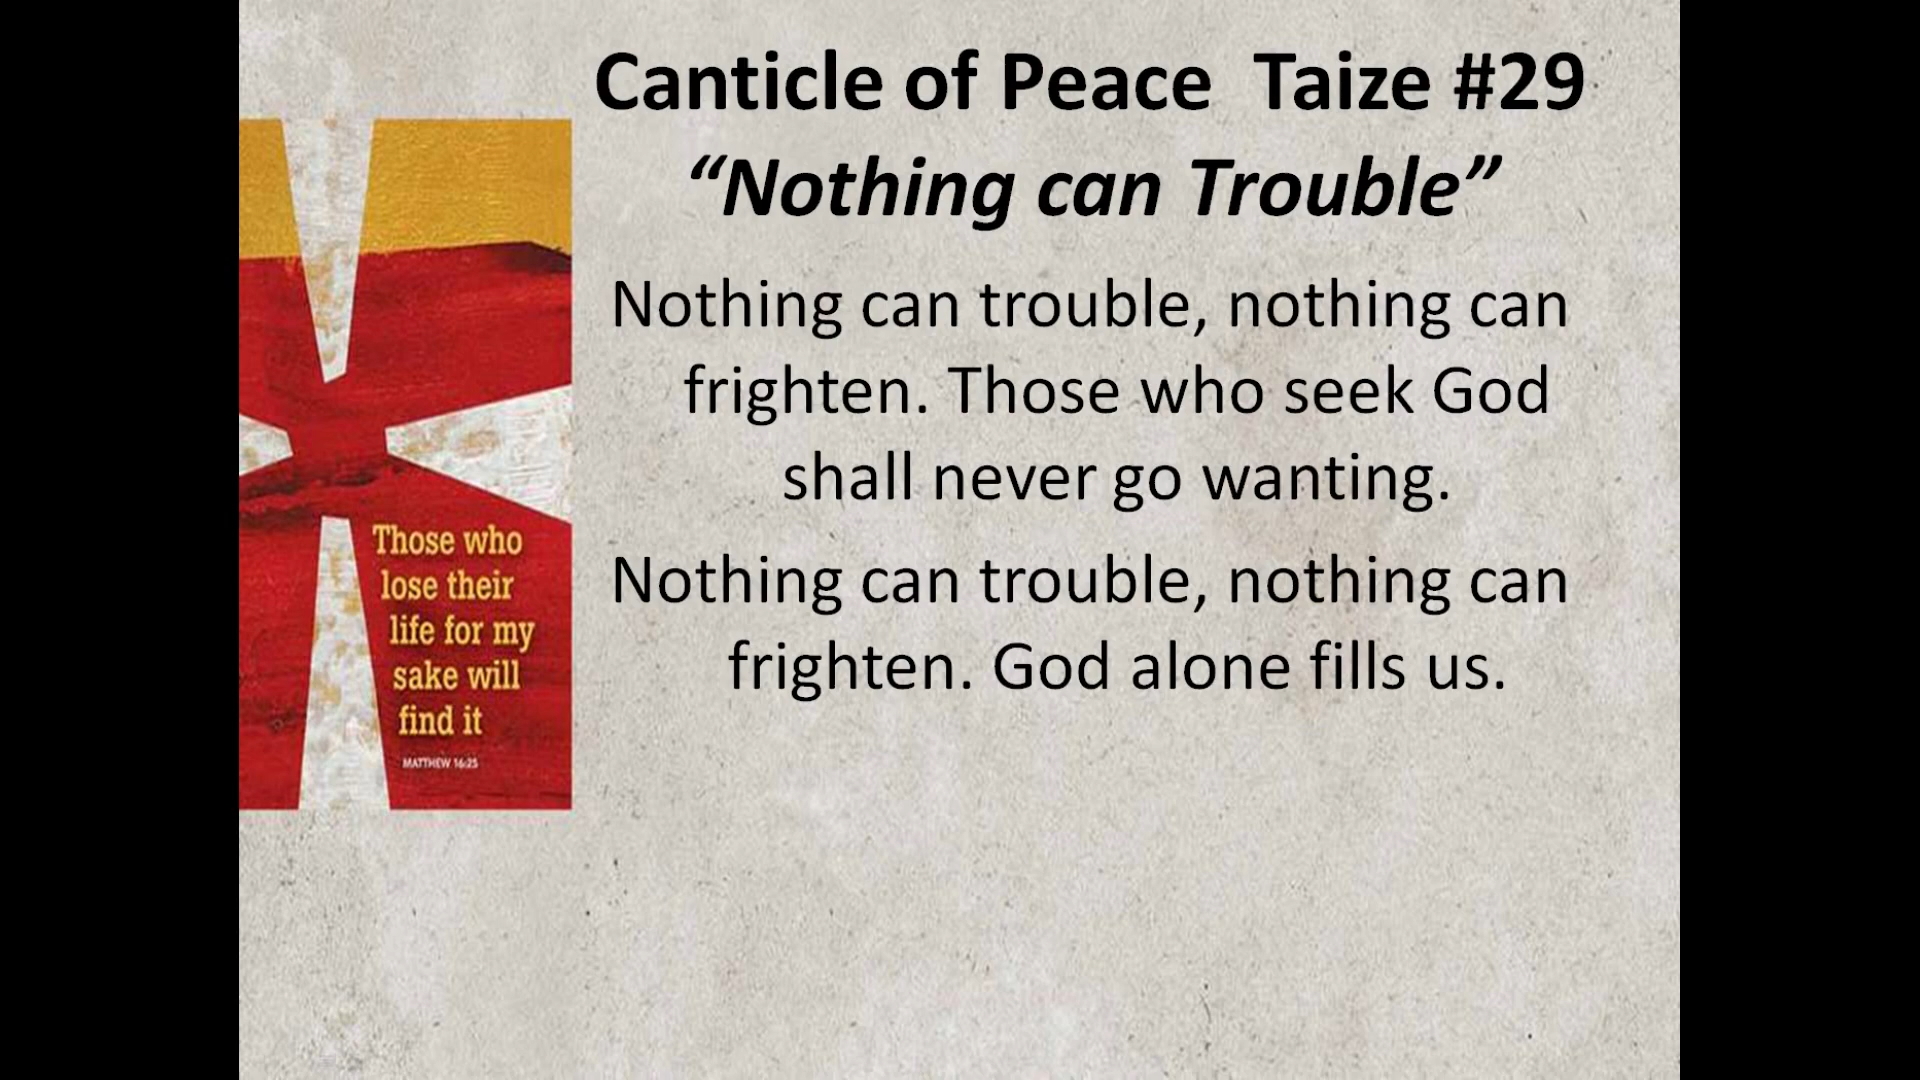 Canticle of Peace  Taize #29
“Nothing can Trouble”
Nothing can trouble, nothing can
frighten. Those who seek God
shall never go wanting.
Nothing can trouble, nothing can
frighten. God alone fills us.
Those who
lose their
life for my
sake will
find it
MATTHEW 16:25